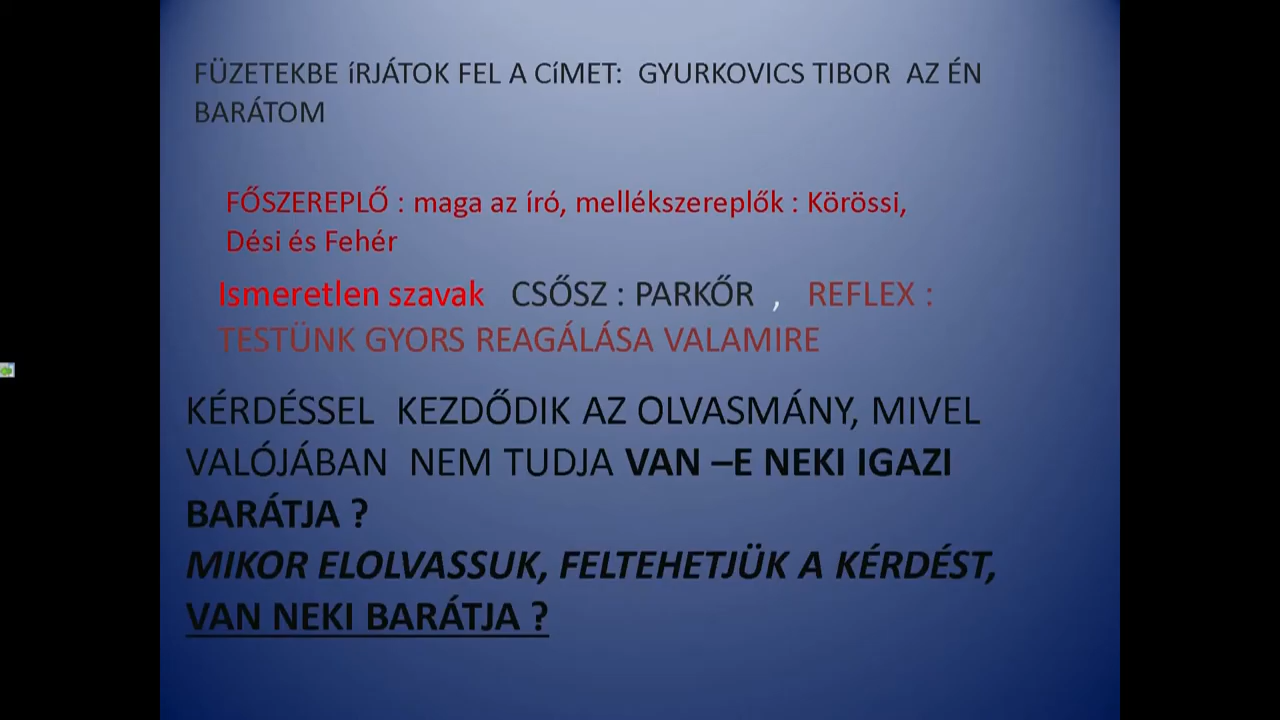 FÜZETEKBE íRJÁTOK FEL A CíMET: GYURKOVICS TIBOR AZ ÉN
BARÁTOM
FŐSZEREPLŐ : maga az író, mellékszereplők : Körössi,
Dési és Fehér
Ismeretlen szavak CSŐSZ : PARKŐR , REFLEX :
TESTÜNK GYORS REAGÁLÁSA VALAMIRE
KÉRDÉSSEL KEZDŐDIK AZ OLVASMÁNY, MIVEL
VALÓJÁBAN NEM TUDJA VAN –E NEKI IGAZI
BARÁTJA ?
MIKOR ELOLVASSUK, FELTEHETJÜK A KÉRDÉST,
VAN NEKI BARÁTJA ?